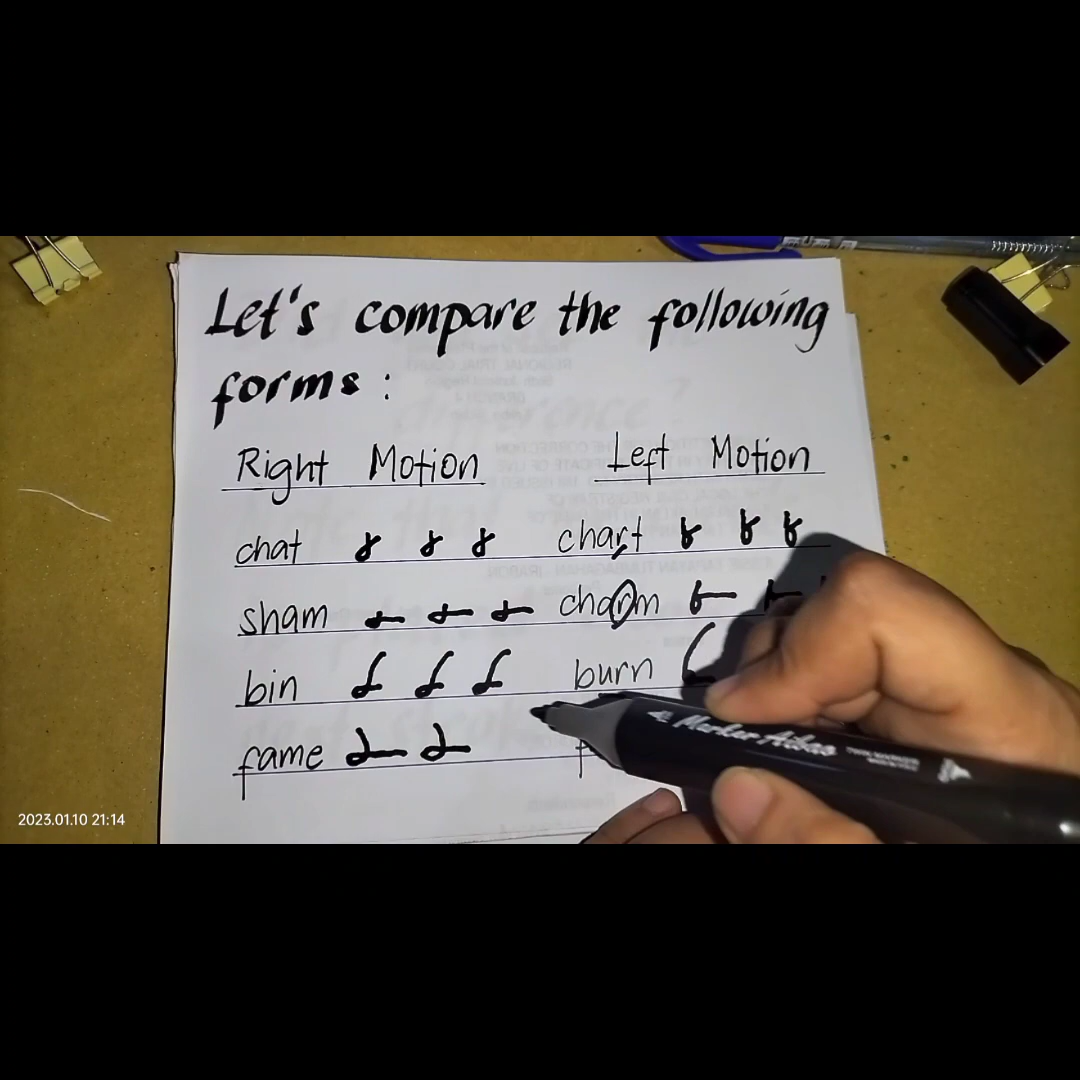 Let's compare the following
forms:
Right Motion Left Motion
chat chart
sham charm
bin burn
fame f
Marker
2023.01.10 21:14